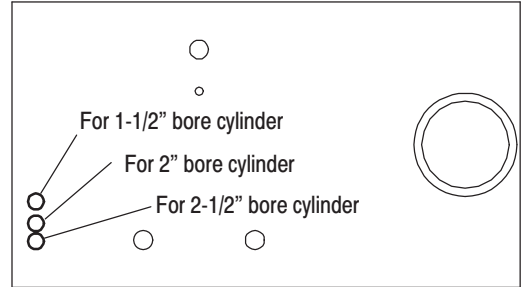 For 1-1/2” bore cylinder
For 2” bore cylinder
For 2-1/2” bore cylinder